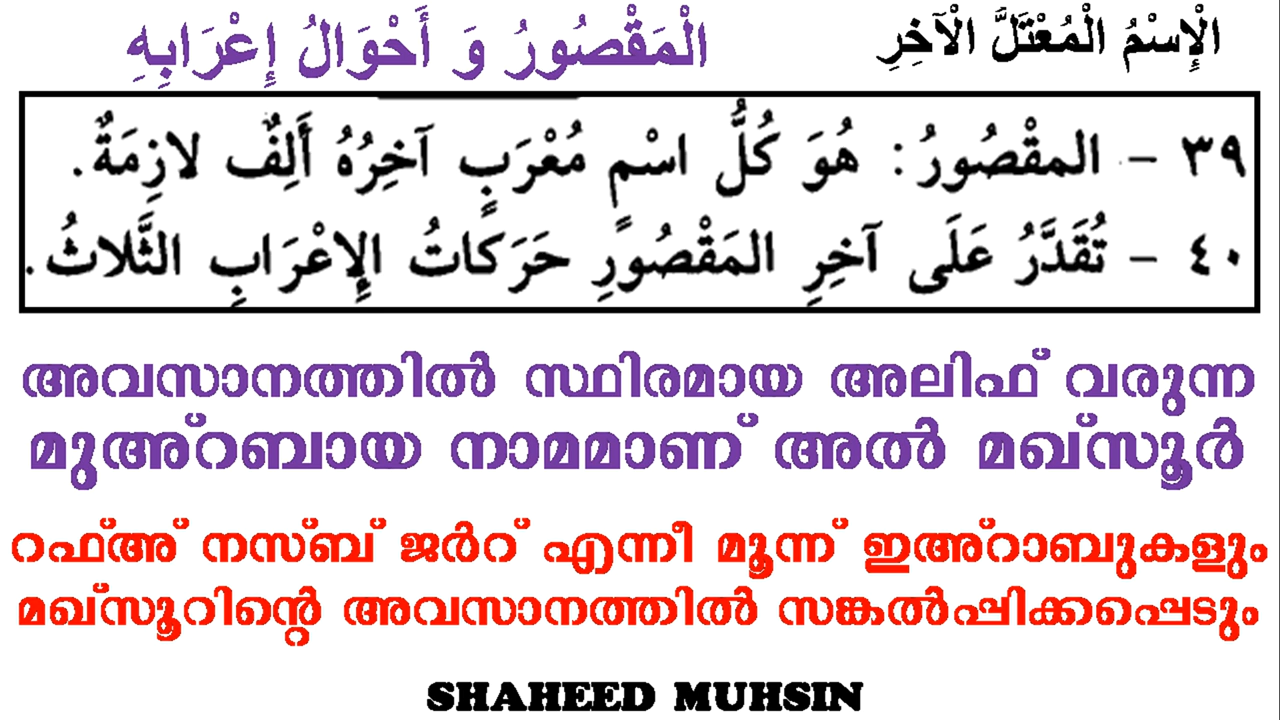 الْإِسْمُ الْمُعْتَلَّ الْآخِرِ
الْمَقْصُورُ وَ أَحْوَالُ إِعْرَابِهِ
٣٩ – المقْصُورُ: هُوَ كُلُّ اسْمٍ مُعْرَبٍ آخِرُهُ أَلِفٌ لازِمَةٌ.
٤٠ – تُقَدَّرُ عَلَى آخِرِ المَقْصُورِ حَرَكاتُ الإِعْرَابِ الثَّلاثُ.
അവസാനത്തിൽ സ്ഥിരമായ അലിഫ് വരുന്ന
മുഅ്റബായ നാമമാണ് അൽ മഖ്സൂർ
റഫ്അ് നസ്ബ് ജർറ് എന്നീ മൂന്ന് ഇഅ്റാബുകളും
മഖ്സൂറിന്റെ അവസാനത്തിൽ സങ്കൽപ്പിക്കപ്പെടും
SHAHEED MUHSIN